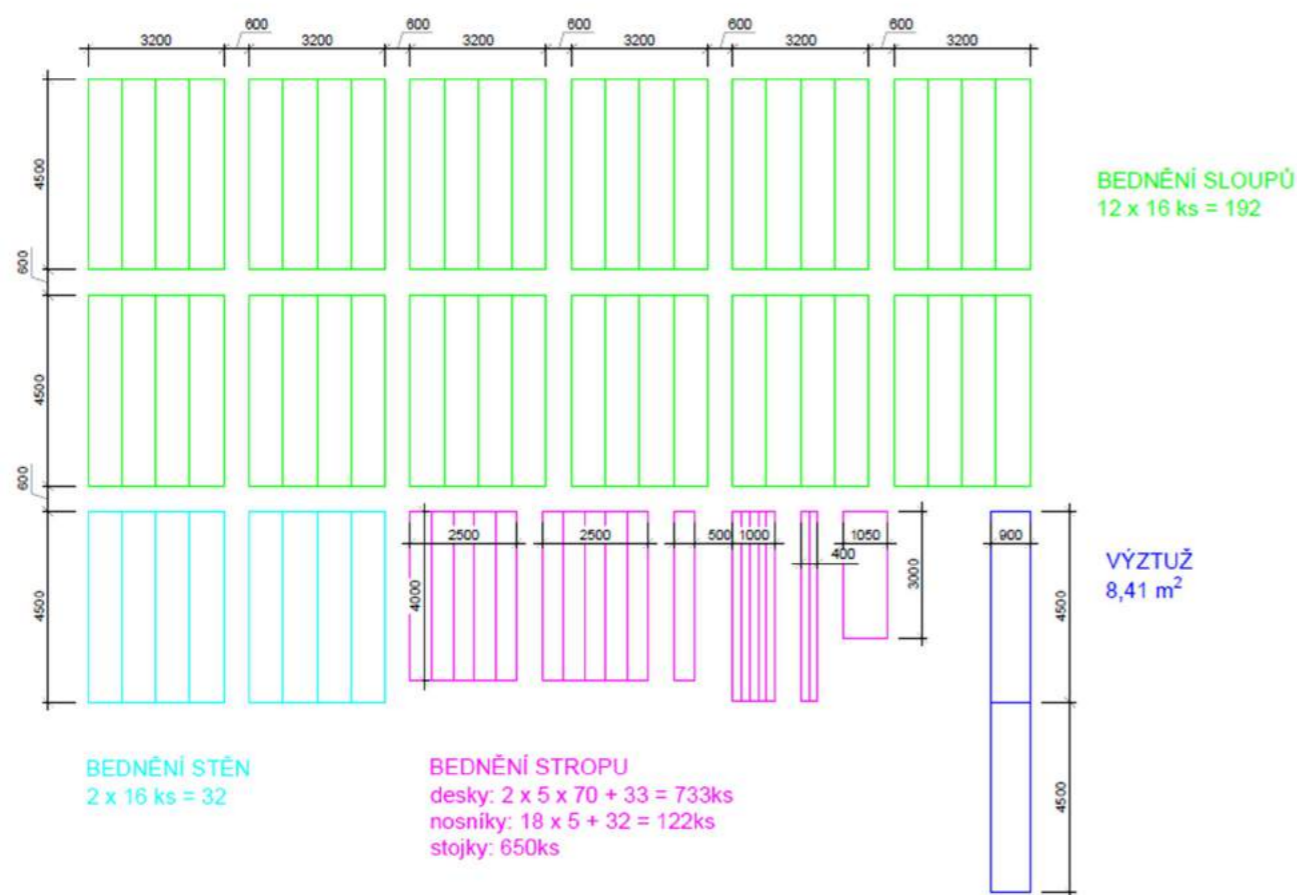 600 600 600 600 600
3200 3200 3200 3200 3200 3200
4500
BEDNĚNÍ SLOUPŮ
12 x 16 ks = 192
600
4500
600
2500 2500 500 1000 400 1050 3000 900
4500
4000
VÝZTUŽ
8,41 m²
4500
BEDNĚNÍ STĚN
2 x 16 ks = 32
BEDNĚNÍ STROPU
desky: 2 x 5 x 70 + 33 = 733ks
nosníky: 18 x 5 + 32 = 122ks
stojky: 650ks
4500